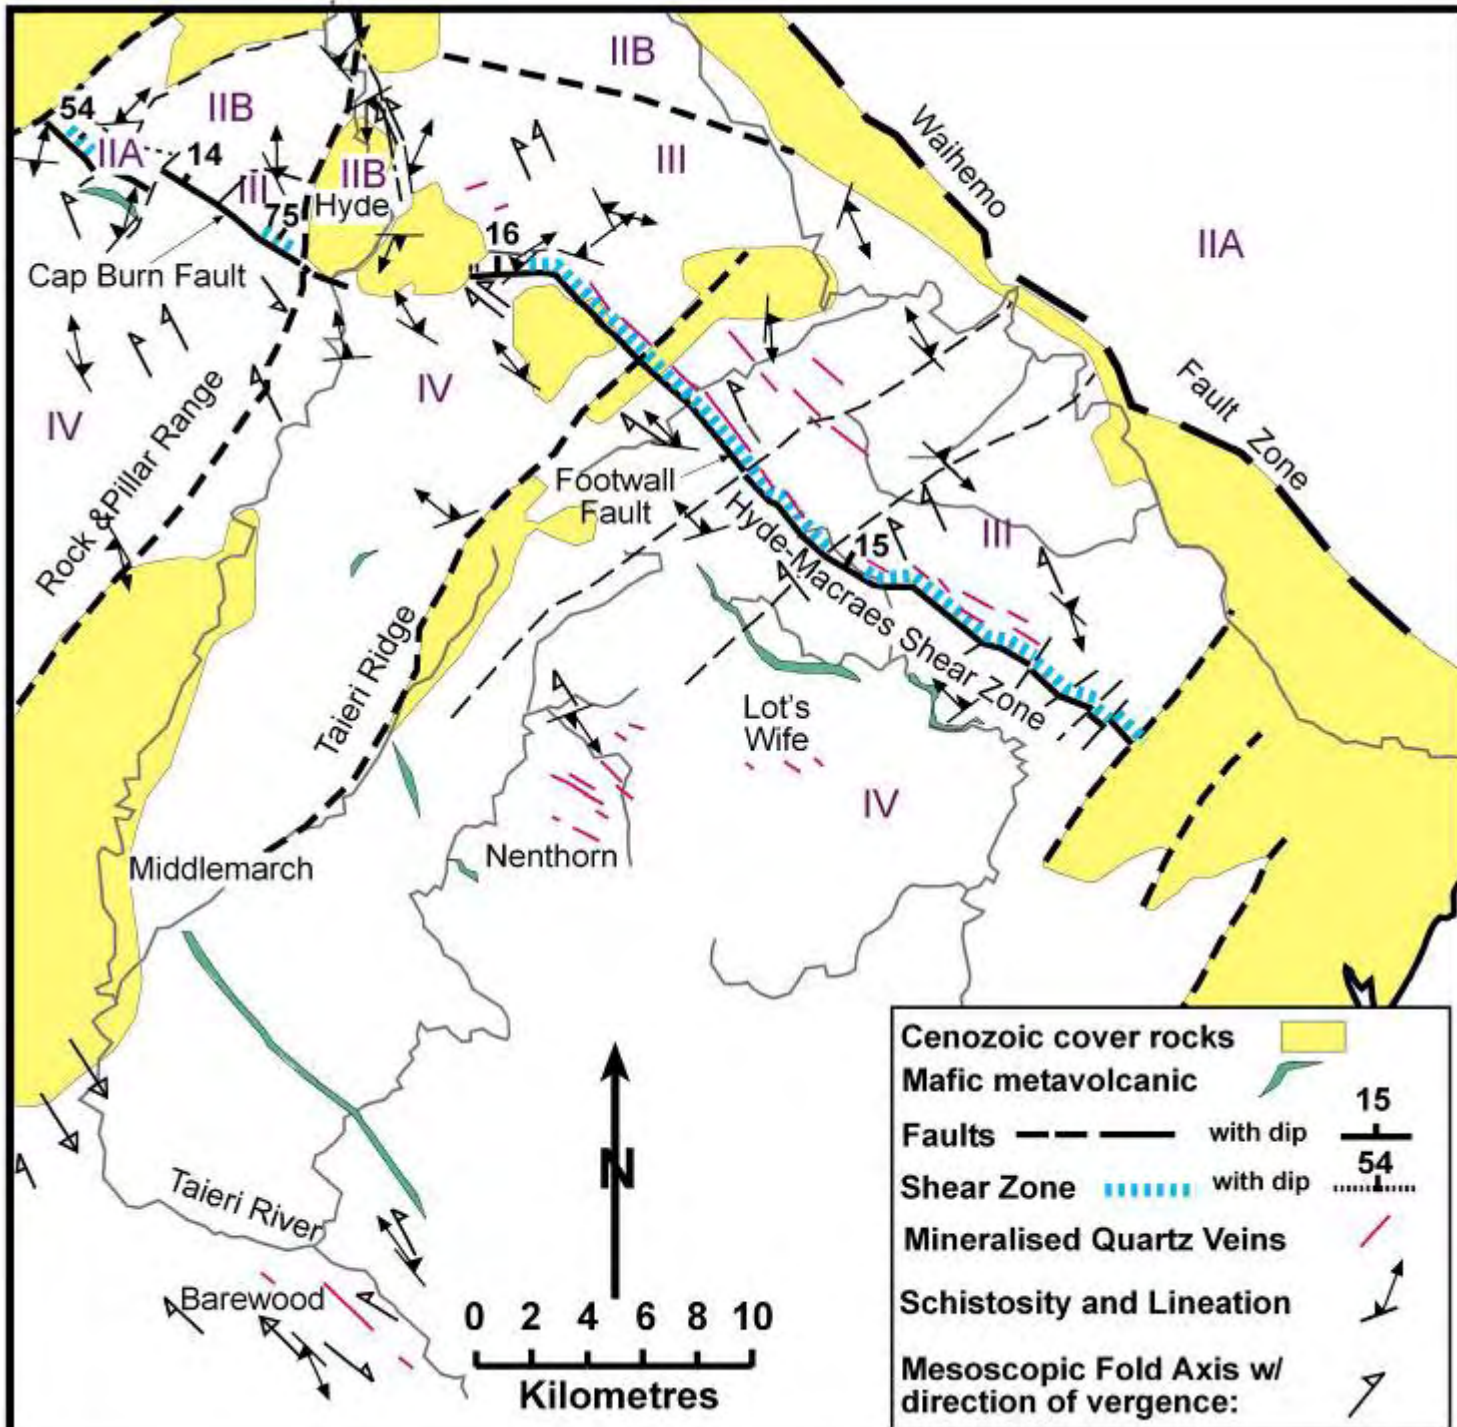 IIB
Waihemo
54
IIB
IIA
14
III
IIB
III
75
Hyde
16
IIA
Cap Burn Fault
Fault
Zone
IV
IV
Rock & Pillar Range
Footwall
Fault
Hyde-Macraes Shear Zone
15
III
Taieri Ridge
Lot's
Wife
IV
Middlemarch
Nenthorn
N
Taieri River
Barewood
0 2 4 6 8 10
Kilometres
Cenozoic cover rocks
Mafic metavolcanic
15
Faults with dip
54
Shear Zone with dip
Mineralised Quartz Veins
Schistosity and Lineation
Mesoscopic Fold Axis w/
direction of vergence: